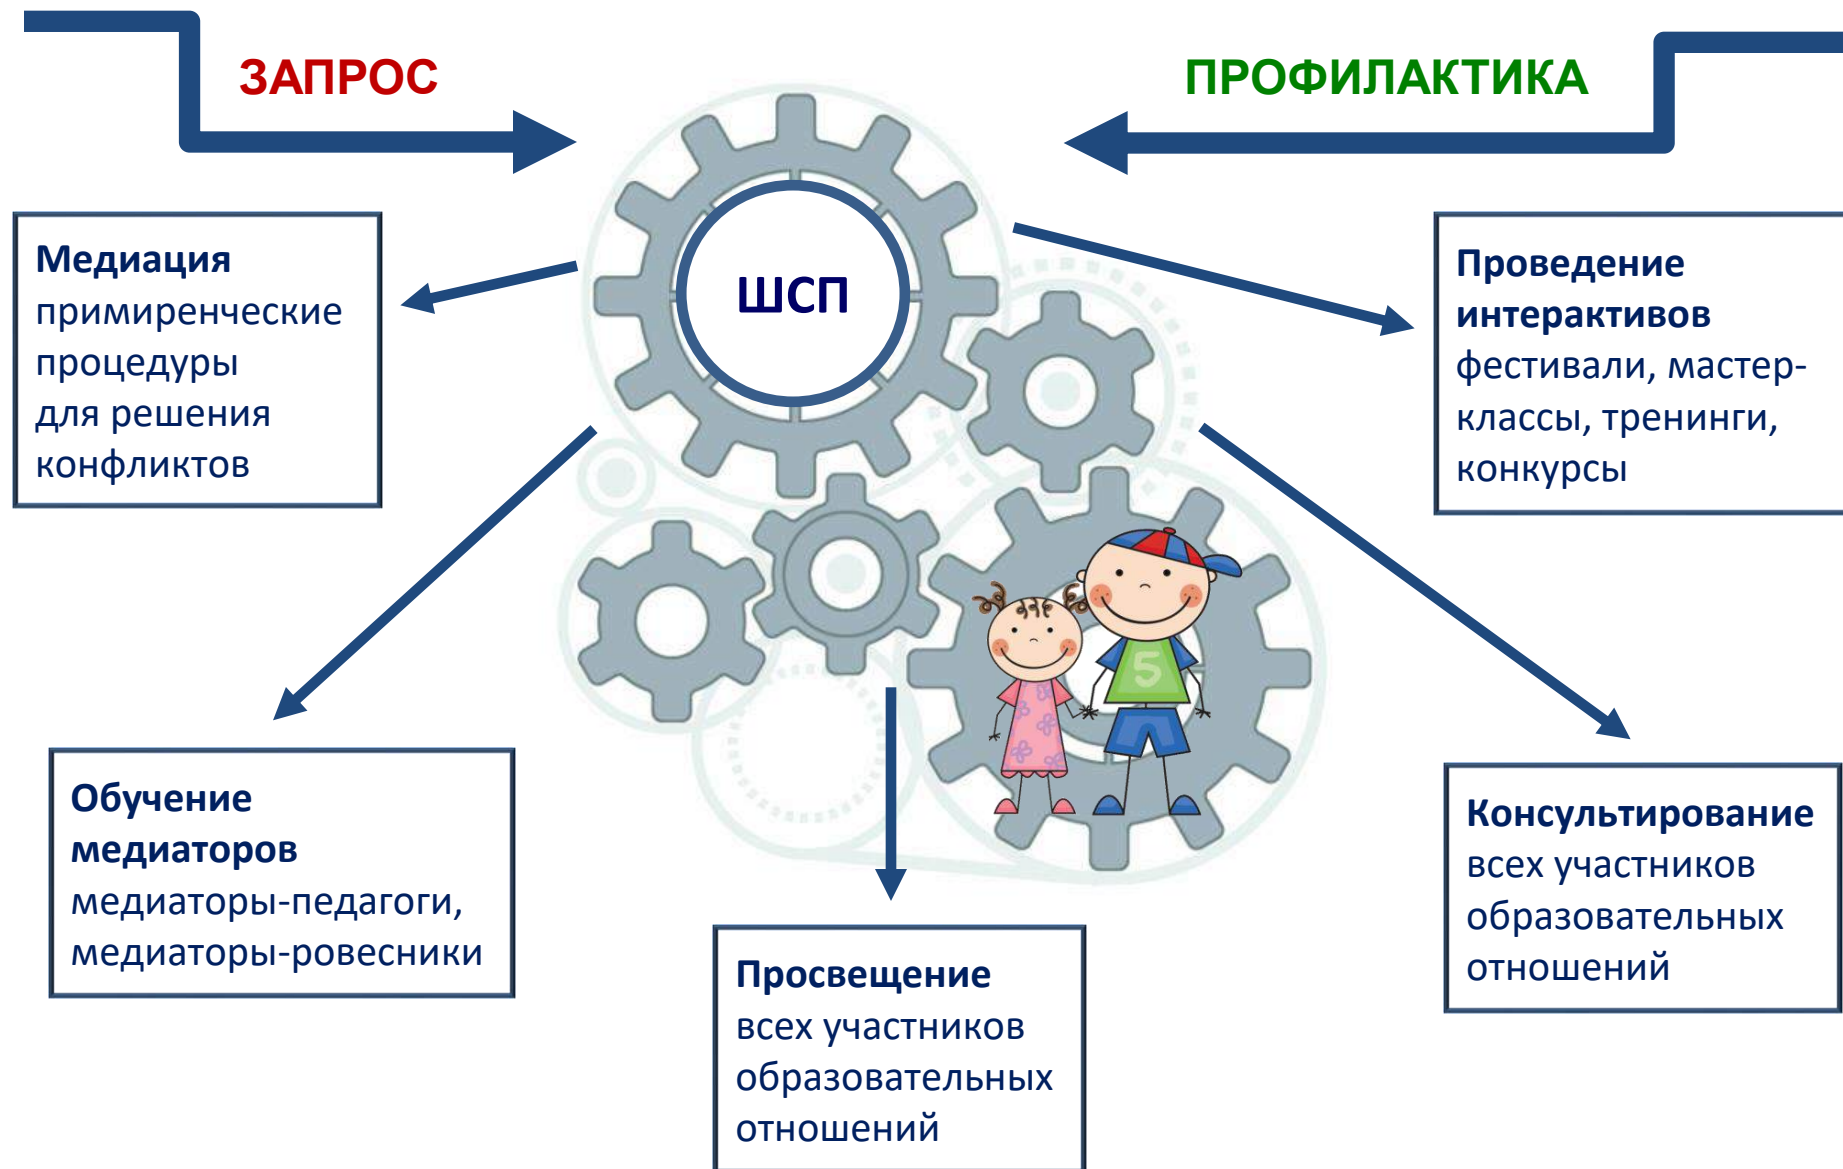 ЗАПРОС
ПРОФИЛАКТИКА
ШСП
Медиация
примиренческие
процедуры
для решения
конфликтов
Проведение
интерактивов
фестивали, мастер-
классы, тренинги,
конкурсы
Обучение
медиаторов
медиаторы-педагоги,
медиаторы-ровесники
Просвещение
всех участников
образовательных
отношений
Консультирование
всех участников
образовательных
отношений
5